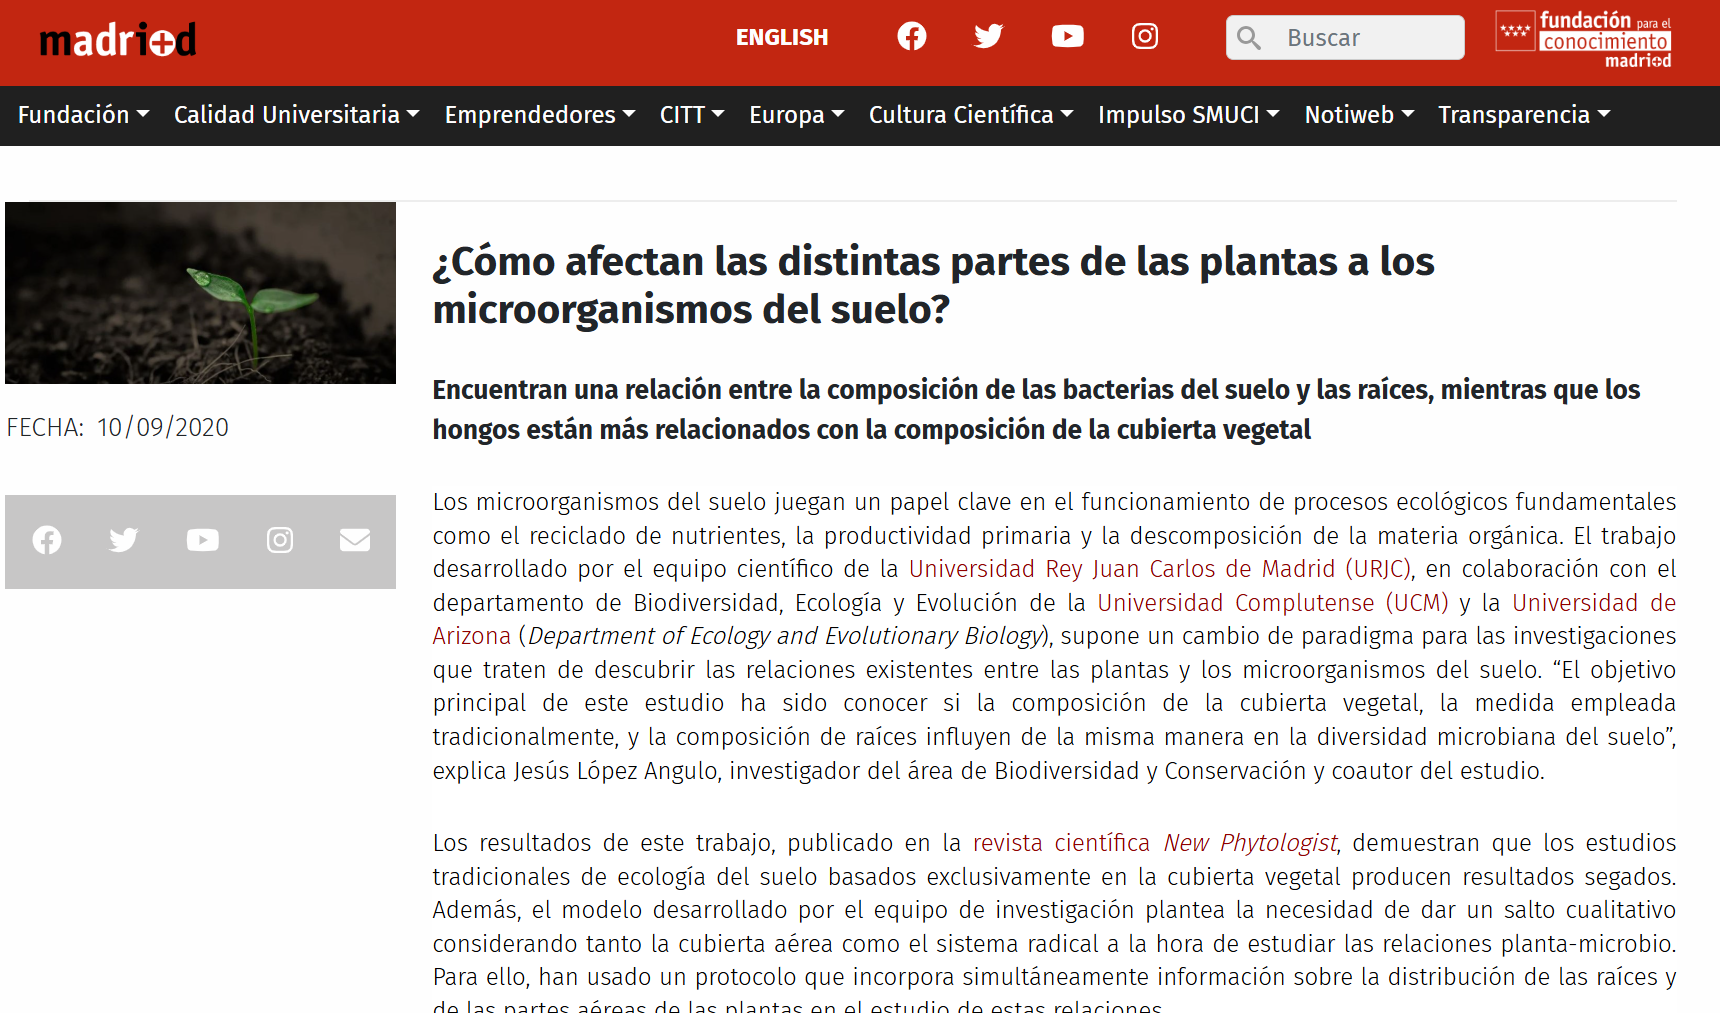 madri+d
ENGLISH
Buscar
fundación para el
conocimiento
madri+d
Fundación Calidad Universitaria Emprendedores CITT Europa Cultura Científica Impulso SMUCI Notiweb Transparencia
¿Cómo afectan las distintas partes de las plantas a los
microorganismos del suelo?
FECHA: 10/09/2020
Encuentran una relación entre la composición de las bacterias del suelo y las raíces, mientras que los
hongos están más relacionados con la composición de la cubierta vegetal
Los microorganismos del suelo juegan un papel clave en el funcionamiento de procesos ecológicos fundamentales
como el reciclado de nutrientes, la productividad primaria y la descomposición de la materia orgánica. El trabajo
desarrollado por el equipo científico de la Universidad Rey Juan Carlos de Madrid (URJC), en colaboración con el
departamento de Biodiversidad, Ecología y Evolución de la Universidad Complutense (UCM) y la Universidad de
Arizona (Department of Ecology and Evolutionary Biology), supone un cambio de paradigma para las investigaciones
que traten de descubrir las relaciones existentes entre las plantas y los microorganismos del suelo. “El objetivo
principal de este estudio ha sido conocer si la composición de la cubierta vegetal, la medida empleada
tradicionalmente, y la composición de raíces influyen de la misma manera en la diversidad microbiana del suelo”,
explica Jesús López Angulo, investigador del área de Biodiversidad y Conservación y coautor del estudio.
Los resultados de este trabajo, publicado en la revista científica New Phytologist, demuestran que los estudios
tradicionales de ecología del suelo basados exclusivamente en la cubierta vegetal producen resultados segados.
Además, el modelo desarrollado por el equipo de investigación plantea la necesidad de dar un salto cualitativo
considerando tanto la cubierta aérea como el sistema radical a la hora de estudiar las relaciones planta-microbio.
Para ello, han usado un protocolo que incorpora simultáneamente información sobre la distribución de las raíces y
de las partes aéreas de las plantas en el estudio de estas relaciones.